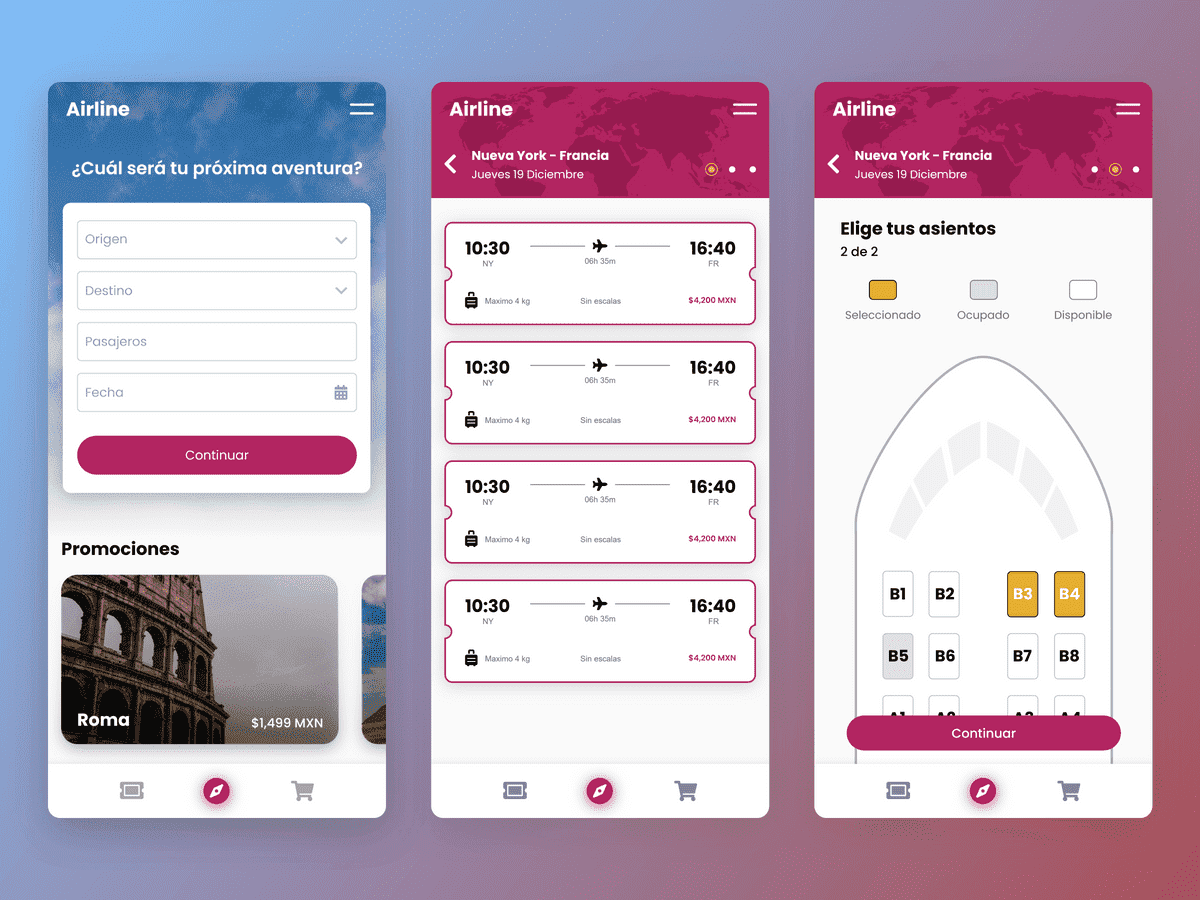 Airline
¿Cuál será tu próxima aventura?
Origen
Destino
Pasajeros
Fecha
Continuar
Promociones
Roma
$1,499 MXN
Airline
Nueva York - Francia
Jueves 19 Diciembre
10:30 16:40
NY 06h 35m FR
Maximo 4 kg Sin escalas $4,200 MXN
10:30 16:40
NY 06h 35m FR
Maximo 4 kg Sin escalas $4,200 MXN
10:30 16:40
NY 06h 35m FR
Maximo 4 kg Sin escalas $4,200 MXN
10:30 16:40
NY 06h 35m FR
Maximo 4 kg Sin escalas $4,200 MXN
Airline
Nueva York - Francia
Jueves 19 Diciembre
Elige tus asientos
2 de 2
Seleccionado Ocupado Disponible
B1 B2 B3 B4
B5 B6 B7 B8
A1 A2 A3 A4
Continuar